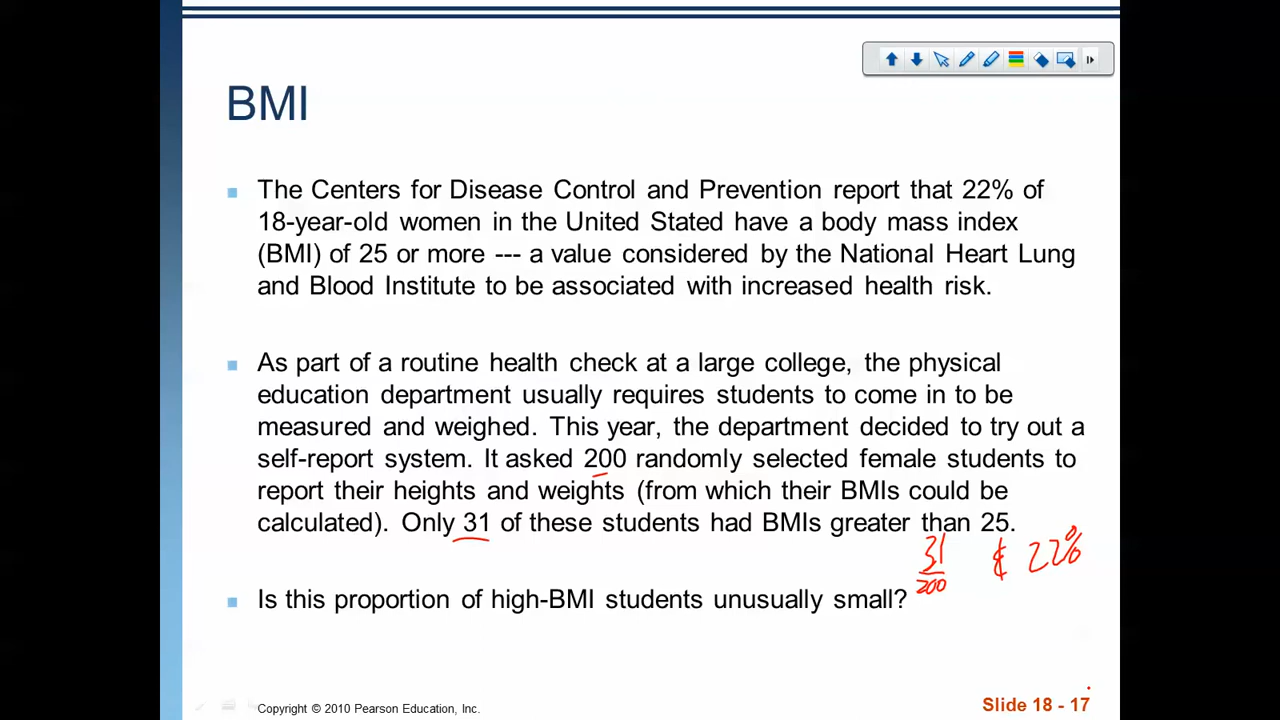 BMI
The Centers for Disease Control and Prevention report that 22% of
18-year-old women in the United Stated have a body mass index
(BMI) of 25 or more --- a value considered by the National Heart Lung
and Blood Institute to be associated with increased health risk.
As part of a routine health check at a large college, the physical
education department usually requires students to come in to be
measured and weighed. This year, the department decided to try out a
self-report system. It asked 200 randomly selected female students to
report their heights and weights (from which their BMIs could be
calculated). Only 31 of these students had BMIs greater than 25.
31
200
22%
Is this proportion of high-BMI students unusually small?
Copyright © 2010 Pearson Education, Inc.
Slide 18 - 17